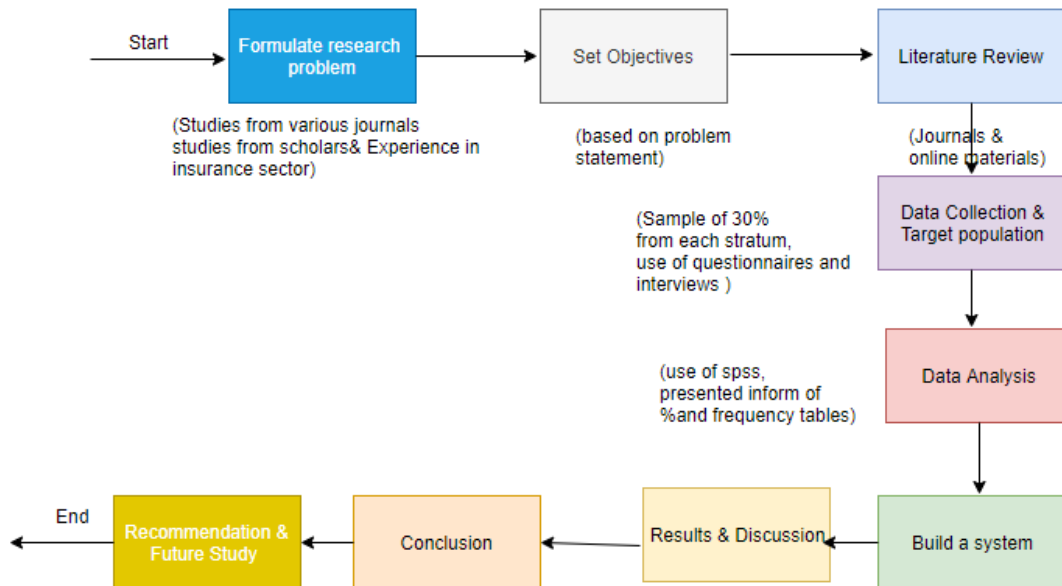 Start
Formulate research
problem
Set Objectives
Literature Review
(Studies from various journals
studies from scholars& Experience in
insurance sector)
(based on problem
statement)
(Journals &
online materials)
Data Collection &
Target population
(Sample of 30%
from each stratum,
use of questionnaires and
interviews )
Data Analysis
(use of spss,
presented inform of
%and frequency tables)
Build a system
Results & Discussion
Conclusion
Recommendation &
Future Study
End